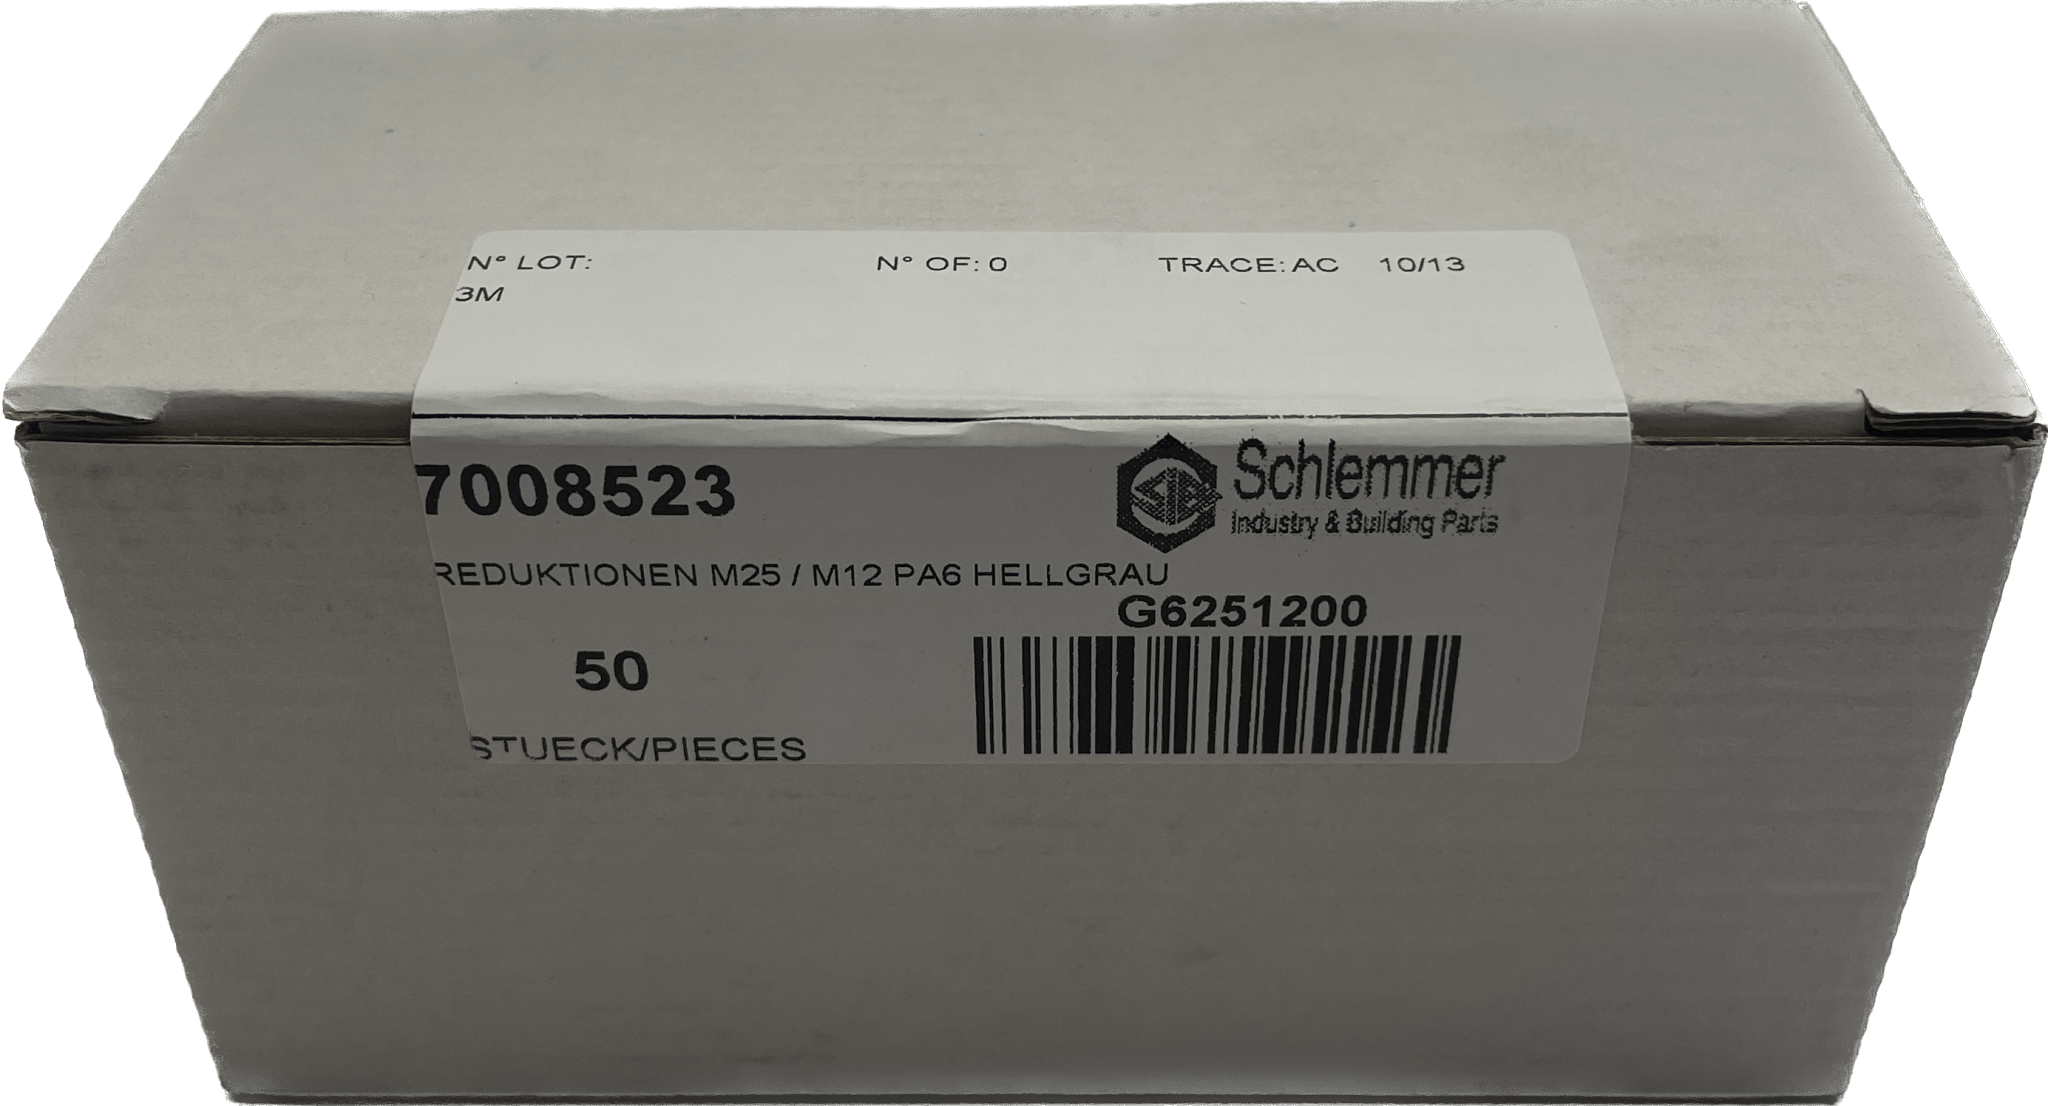 N° LOT: N° OF: 0 TRACE: AC 10/13
3M
7008523
Schlemmer
Industry & Building Parts
REDUKTIONEN M25 / M12 PA6 HELLGRAU
G6251200
50
STUECK/PIECES